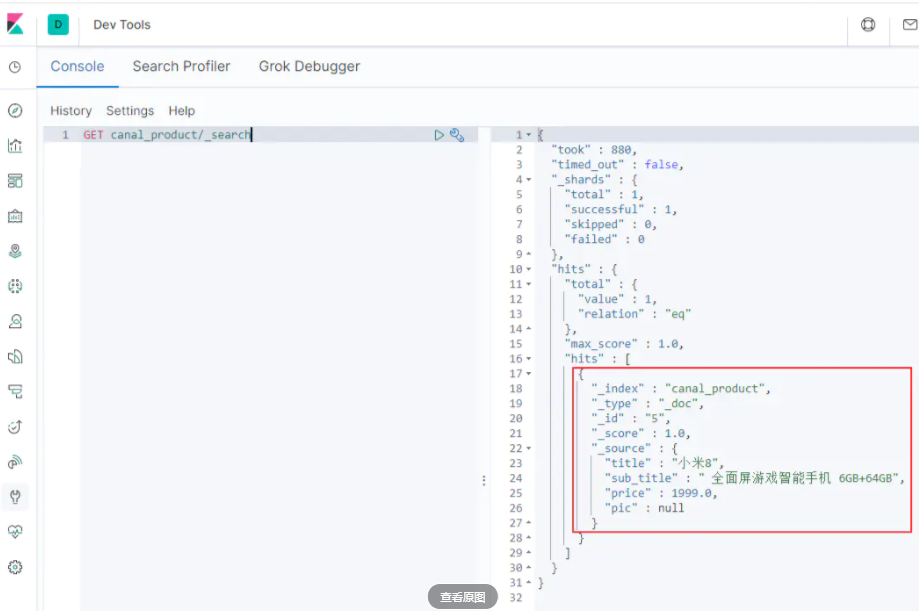 D Dev Tools
Console Search Profiler Grok Debugger
History Settings Help
1 GET canal_product/_search
1 {
2 "took" : 880,
3 "timed_out" : false,
4 "_shards" : {
5 "total" : 1,
6 "successful" : 1,
7 "skipped" : 0,
8 "failed" : 0
9 },
10 "hits" : {
11 "total" : {
12 "value" : 1,
13 "relation" : "eq"
14 },
15 "max_score" : 1.0,
16 "hits" : [
17 {
18 "_index" : "canal_product",
19 "_type" : "_doc",
20 "_id" : "5",
21 "_score" : 1.0,
22 "_source" : {
23 "title" : "小米8",
24 "sub_title" : " 全面屏游戏智能手机 6GB+64GB",
25 "price" : 1999.0,
26 "pic" : null
27 }
28 }
29 ]
30 }
31 }
32
查看原图